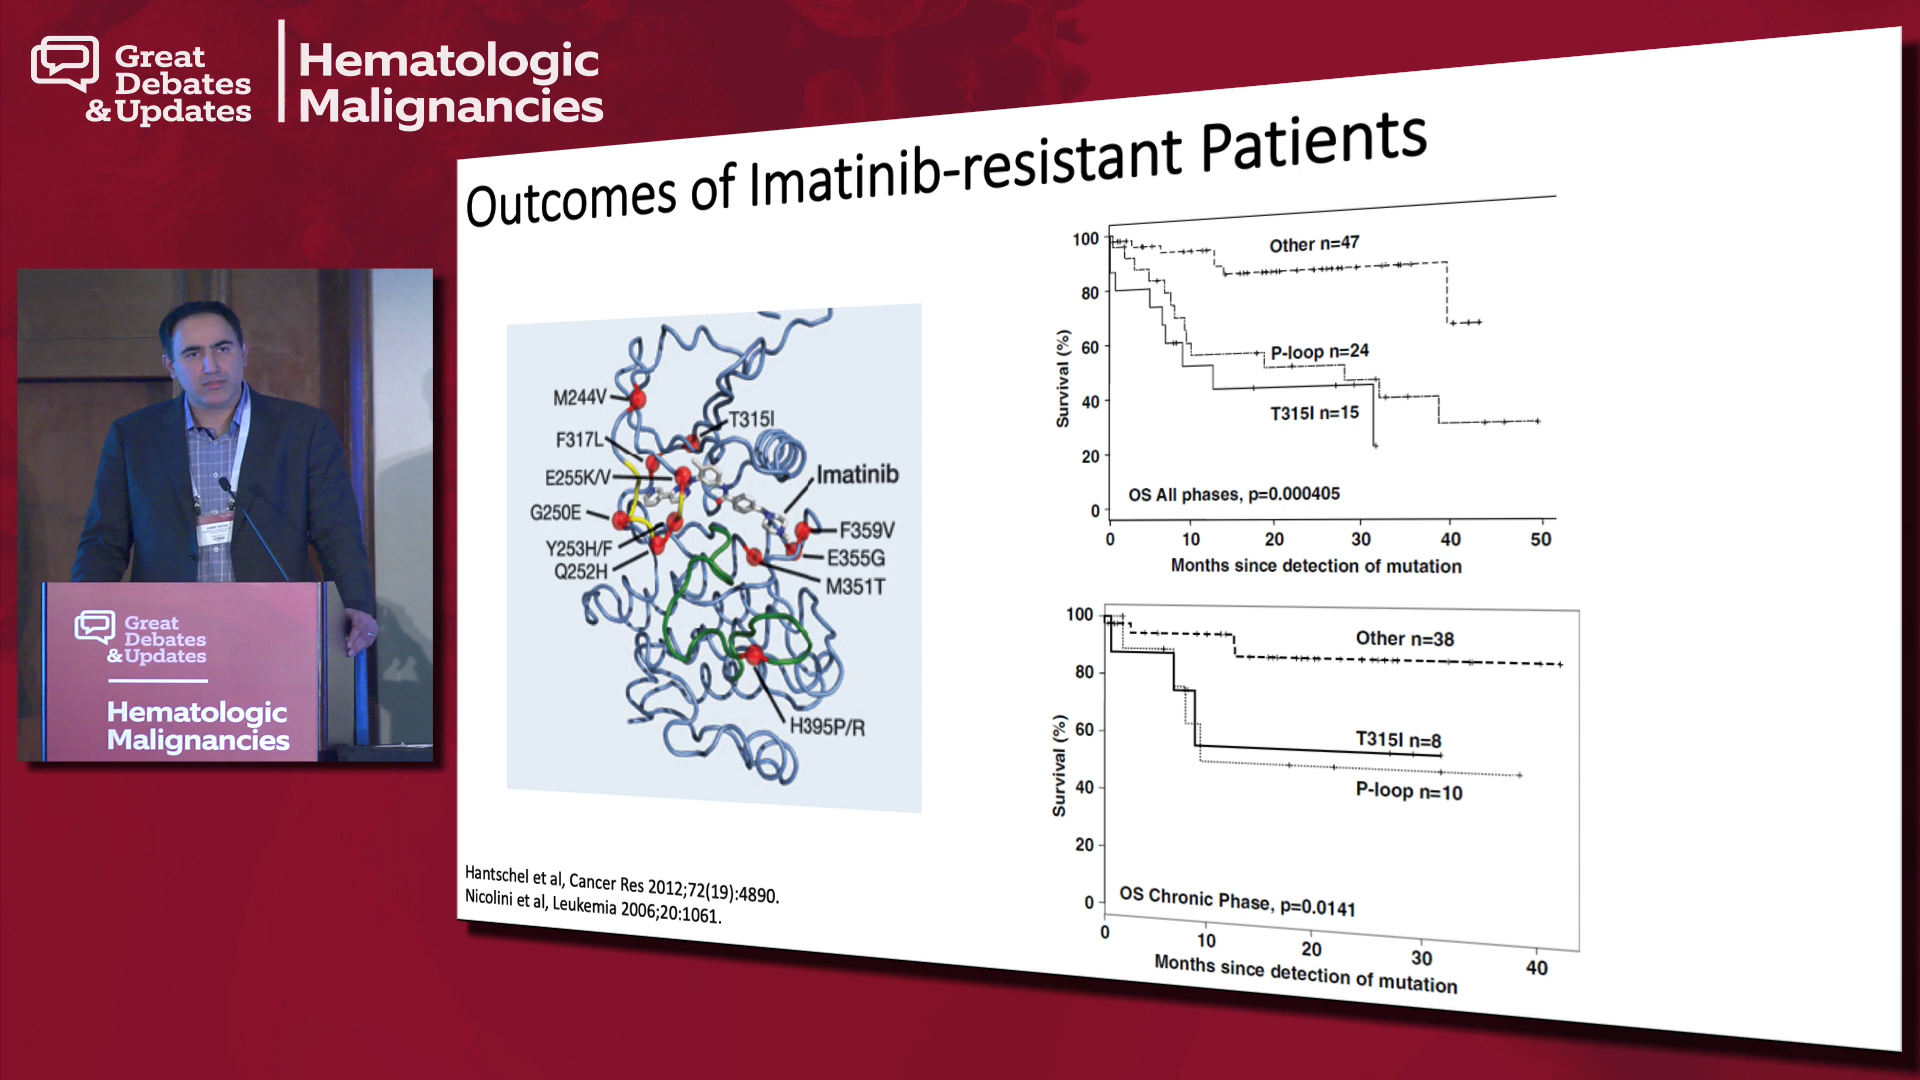 Great
Debates
& Updates
Hematologic
Malignancies
Outcomes of Imatinib-resistant Patients
M244V
T315I
F317L
E255K/V
Imatinib
G250E
F359V
Y253H/F
E355G
Q252H
M351T
H395P/R
Hantschel et al, Cancer Res 2012;72(19):4890.
Nicolini et al, Leukemia 2006;20:1061.
100
80
60
40
20
0
Survival (%)
Other n=47
P-loop n=24
T315I n=15
OS All phases, p=0.000405
0 10 20 30 40 50
Months since detection of mutation
100
80
60
40
20
0
Survival (%)
Other n=38
T315I n=8
P-loop n=10
OS Chronic Phase, p=0.0141
0 10 20 30 40
Months since detection of mutation
Great
Debates
& Updates
Hematologic
Malignancies